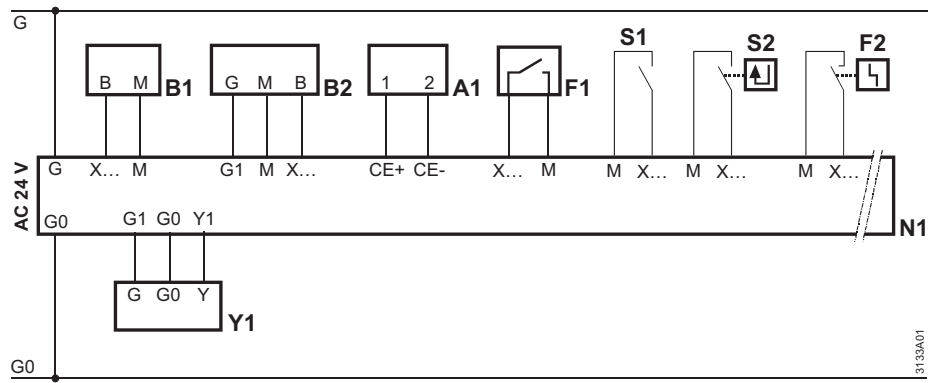 G
S1 S2 F2
B M B1 G M B B2 1 2 A1 F1
AC 24 V
G X... M G1 M X... CE+ CE- X... M M X... M X... M X...
G0 G1 G0 Y1 N1
G G0 Y Y1
G0
3133A01